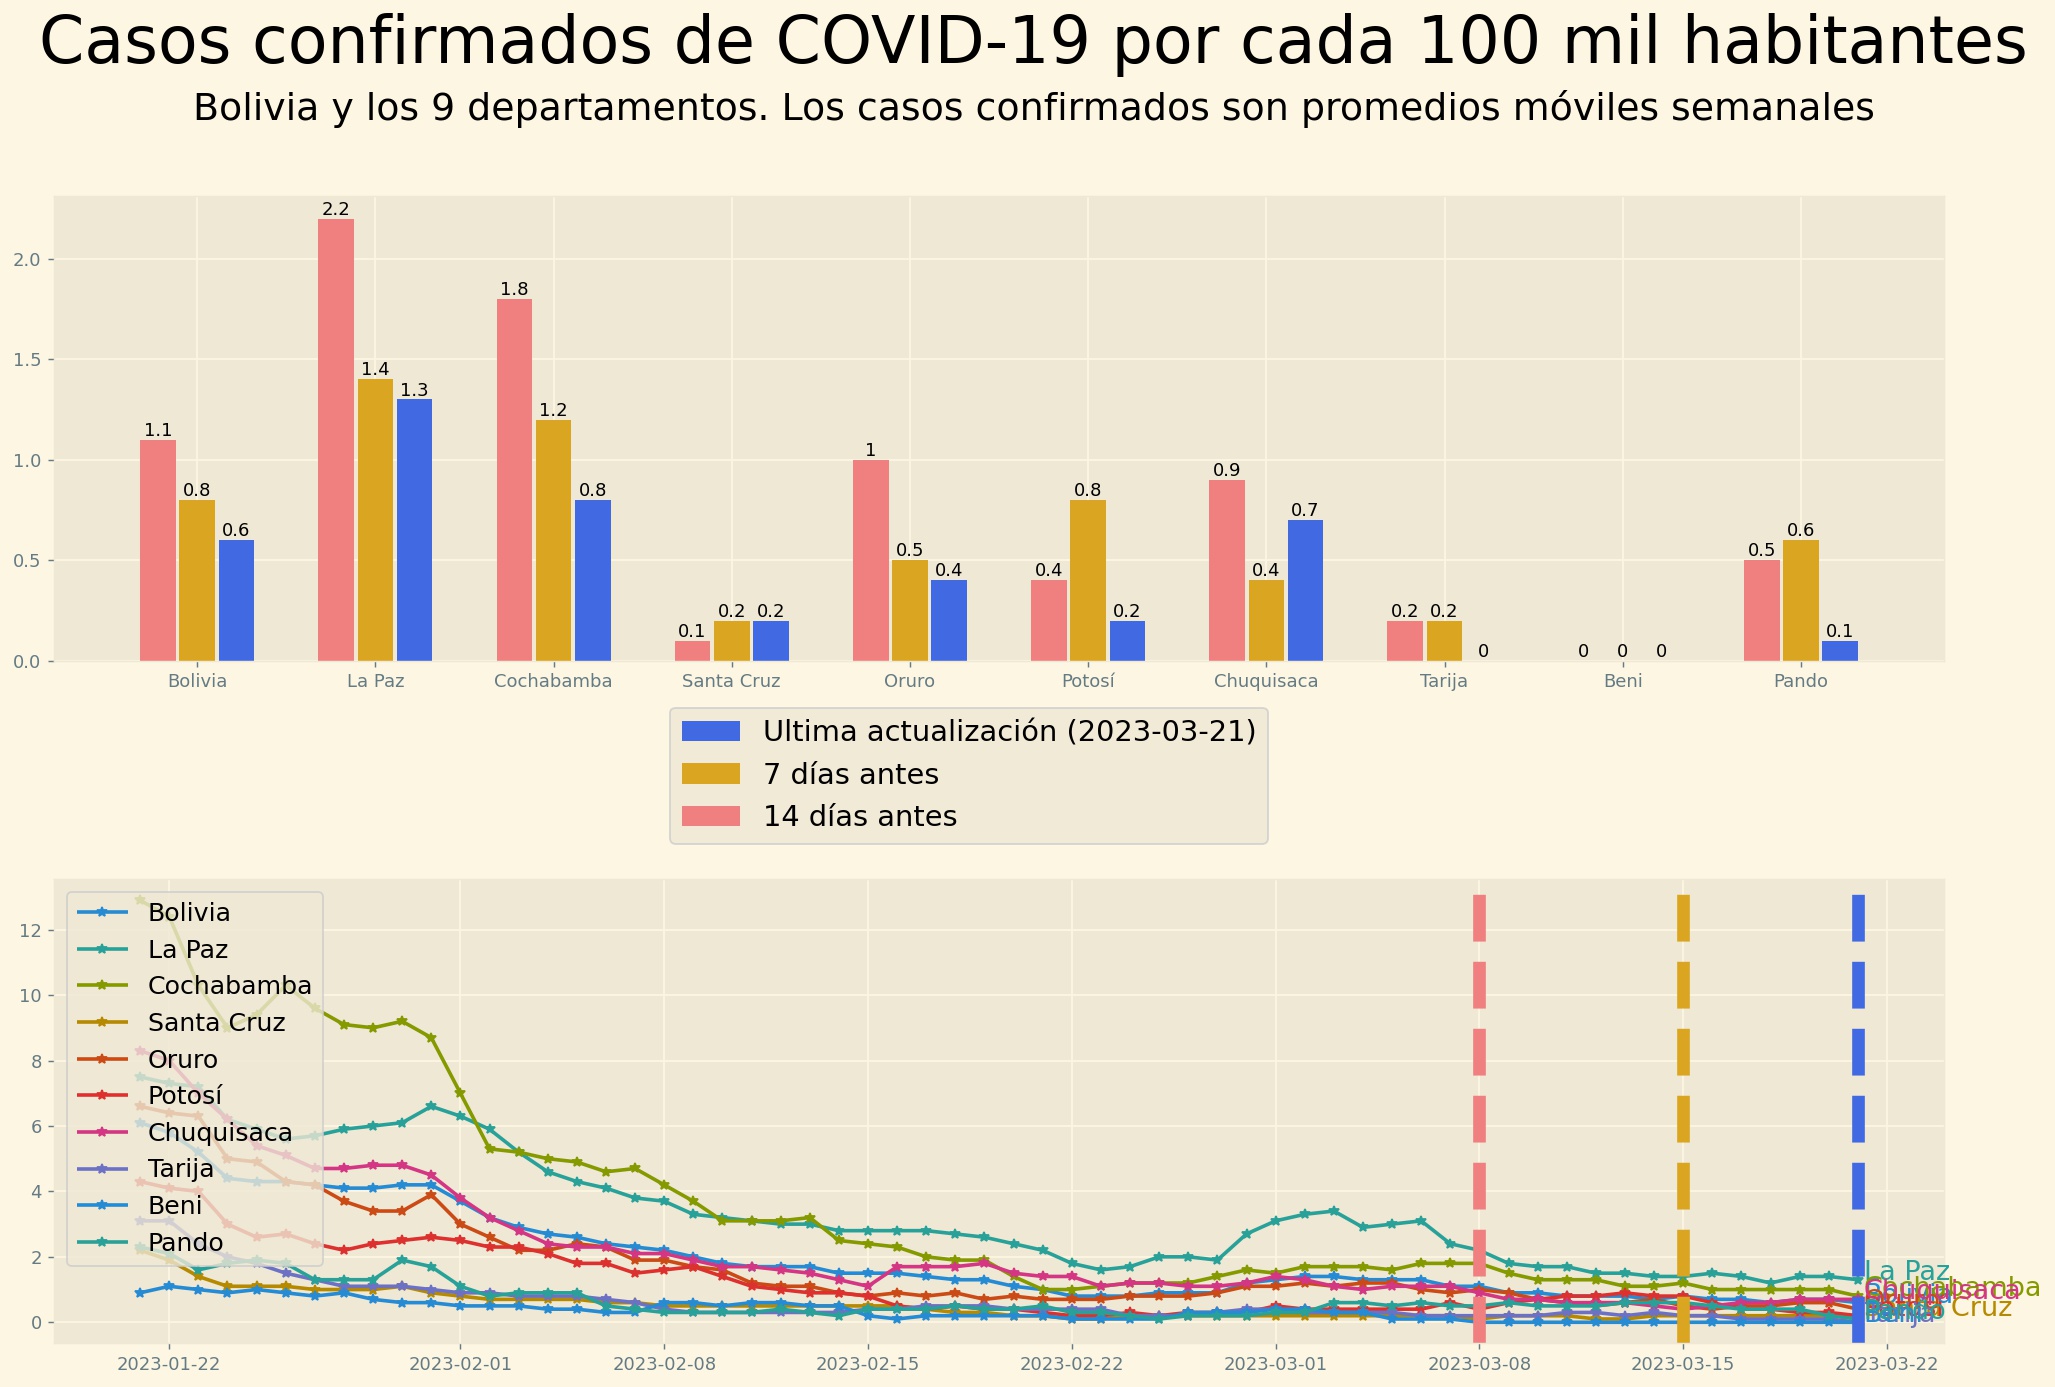 Casos confirmados de COVID-19 por cada 100 mil habitantes
Bolivia y los 9 departamentos. Los casos confirmados son promedios móviles semanales
2.0
1.5
1.0
0.5
0.0
1.1 0.8 0.6
2.2 1.4 1.3
1.8 1.2 0.8
0.1 0.2 0.2
1 0.5 0.4
0.4 0.8 0.2
0.9 0.4 0.7
0.2 0.2 0
0 0 0
0.5 0.6 0.1
Bolivia La Paz Cochabamba Santa Cruz Oruro Potosí Chuquisaca Tarija Beni Pando
Ultima actualización (2023-03-21)
7 días antes
14 días antes
12
10
8
6
4
2
0
Bolivia
La Paz
Cochabamba
Santa Cruz
Oruro
Potosí
Chuquisaca
Tarija
Beni
Pando
La Paz
Cochabamba
Chuquisaca
Cruz
Tarija
2023-01-22 2023-02-01 2023-02-08 2023-02-15 2023-02-22 2023-03-01 2023-03-08 2023-03-15 2023-03-22